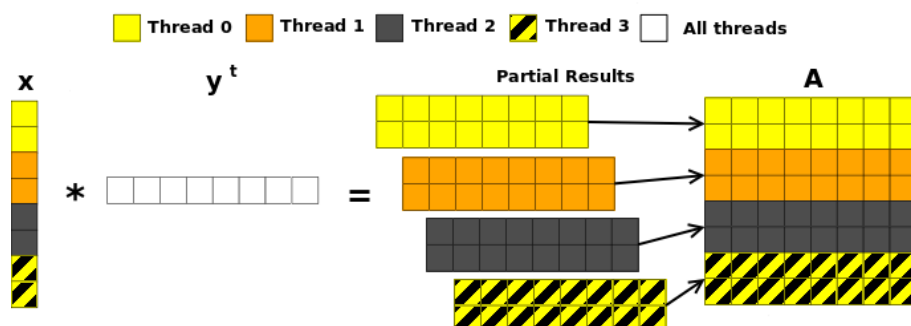 Thread 0 Thread 1 Thread 2 Thread 3 All threads
x y t Partial Results A
* =